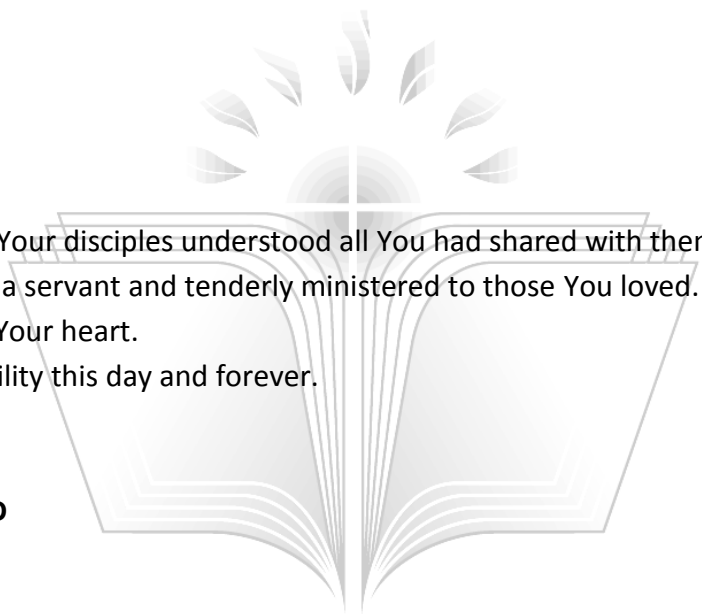 Your disciples understood all You had shared with then
a servant and tenderly ministered to those You loved.
Your heart.
ility this day and forever.